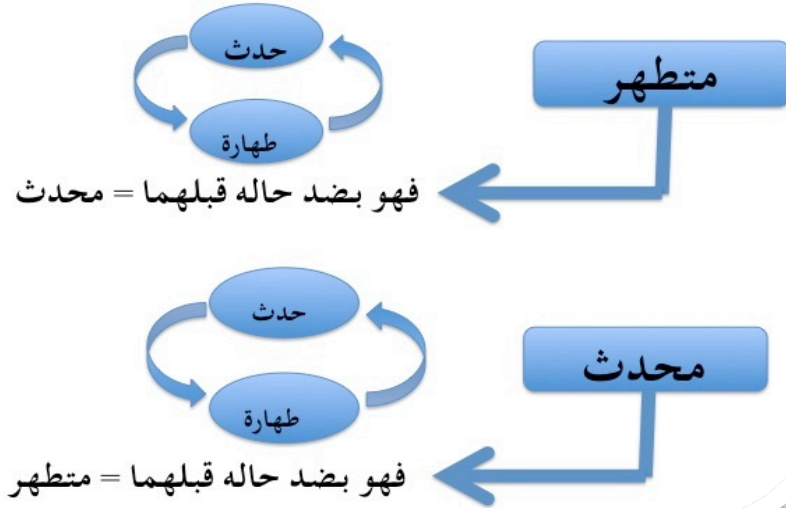 متطهر
حدث
طهارة
فهو بضد حاله قبلهما = محدث
محدث
حدث
طهارة
فهو بضد حاله قبلهما = متطهر